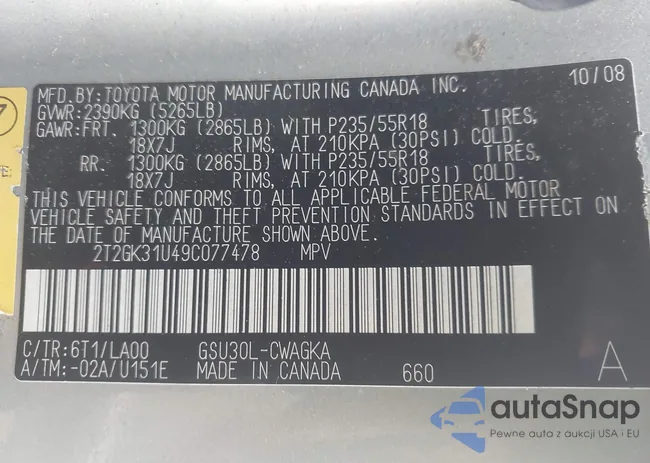 MFD.BY:TOYOTA MOTOR MANUFACTURING CANADA INC. 10/08
GVWR:2390KG (5265LB)
GAWR:FRT. 1300KG (2865LB) WITH P235/55R18 TIRES,
18X7J RIMS, AT 210KPA (30PSI) COLD.
RR. 1300KG (2865LB) WITH P235/55R18 TIRES,
18X7J RIMS, AT 210KPA (30PSI) COLD.
THIS VEHICLE CONFORMS TO ALL APPLICABLE FEDERAL MOTOR
VEHICLE SAFETY AND THEFT PREVENTION STANDARDS IN EFFECT ON
THE DATE OF MANUFACTURE SHOWN ABOVE.
2T2GK31U49C077478 MPV
C/TR:6T1/LA00 GSU30L-CWAGKA
A/TM:-02A/U151E MADE IN CANADA 660 A
autaSnap
Pewne auta z aukcji USA i EU